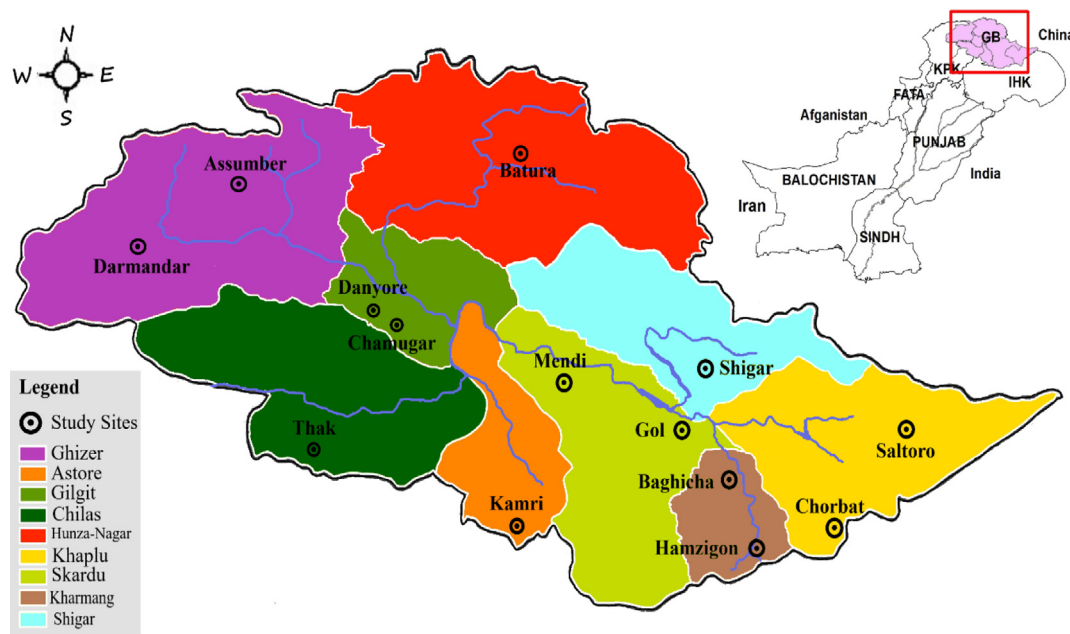 N
W E
S
GB
China
KPK
IHK
FATA
Afganistan
PUNJAB
BALOCHISTAN
India
Iran
SINDH
Assumber
Batura
Darmandar
Danyore
Chamugar
Mendi
Shigar
Gol
Saltoro
Thak
Baghicha
Kamri
Chorbat
Hamzigon
Legend
Study Sites
Ghizer
Astore
Gilgit
Chilas
Hunza-Nagar
Khaplu
Skardu
Kharmang
Shigar